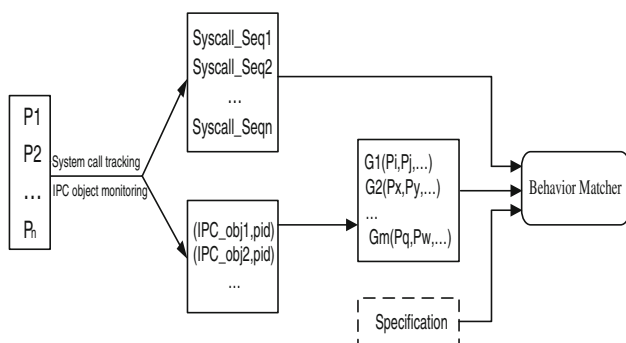 P1
P2
...
Pn
System call tracking
IPC object monitoring
Syscall_Seq1
Syscall_Seq2
...
Syscall_Seqn
(IPC_obj1,pid)
(IPC_obj2,pid)
...
G1(Pi,Pj,...)
G2(Px,Py,...)
...
Gm(Pq,Pw,...)
Specification
Behavior Matcher